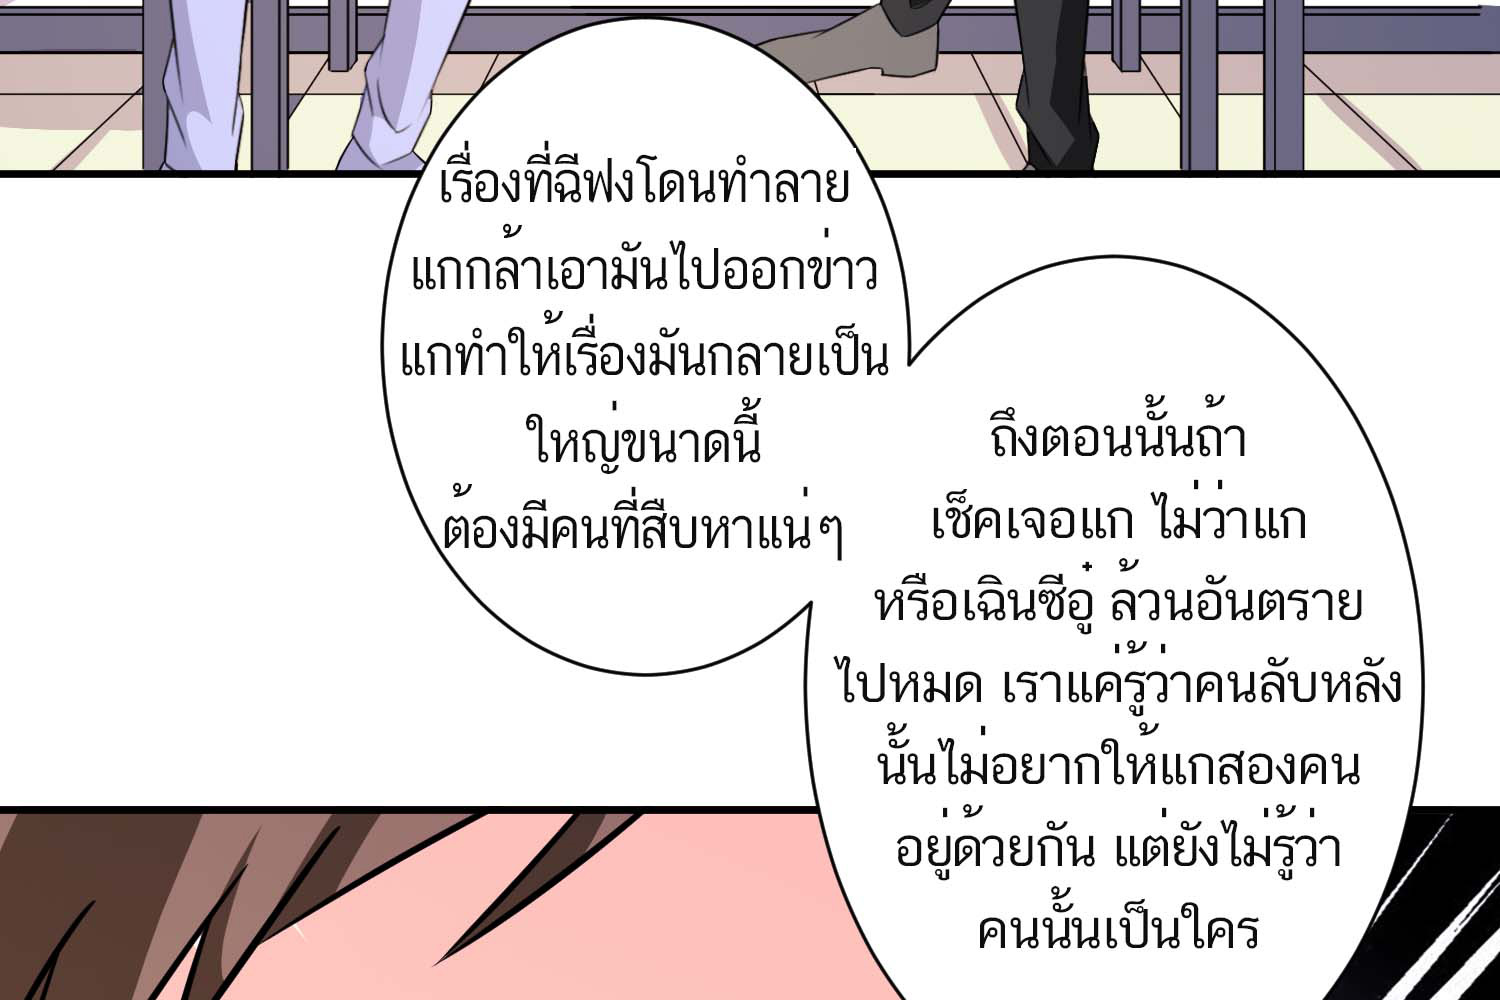 เรื่องที่ฉีฟงโดนทำลาย
แกกล้าเอามันไปออกข่าว
แกทำให้เรื่องมันกลายเป็น
ใหญ่ขนาดนี้
ต้องมีคนที่สืบหาแน่ๆ
ถึงตอนนั้นถ้า
เช็คเจอแก ไม่ว่าแก
หรือเฉินซีอู๋ ล้วนอันตราย
ไปหมด เราแค่รู้ว่าคนลับหลัง
นั้นไม่อยากให้แกสองคน
อยู่ด้วยกัน แต่ยังไม่รู้ว่า
คนนั้นเป็นใคร